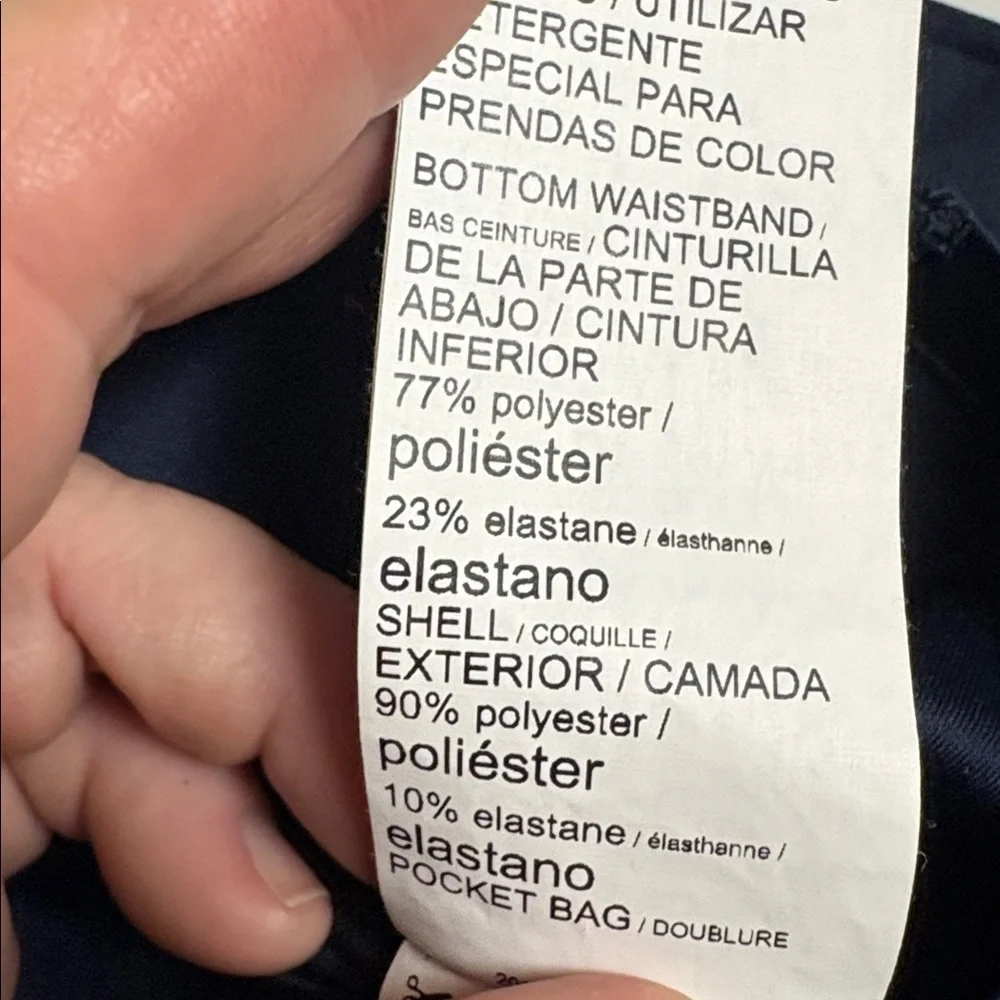 / UTILIZAR
TERGENTE
ESPECIAL PARA
PRENDAS DE COLOR
BOTTOM WAISTBAND /
BAS CEINTURE / CINTURILLA
DE LA PARTE DE
ABAJO / CINTURA
INFERIOR
77% polyester /
poliéster
23% elastane / élasthanne /
elastano
SHELL / COQUILLE /
EXTERIOR / CAMADA
90% polyester /
poliéster
10% elastane / élasthanne /
elastano
POCKET BAG / DOUBLURE